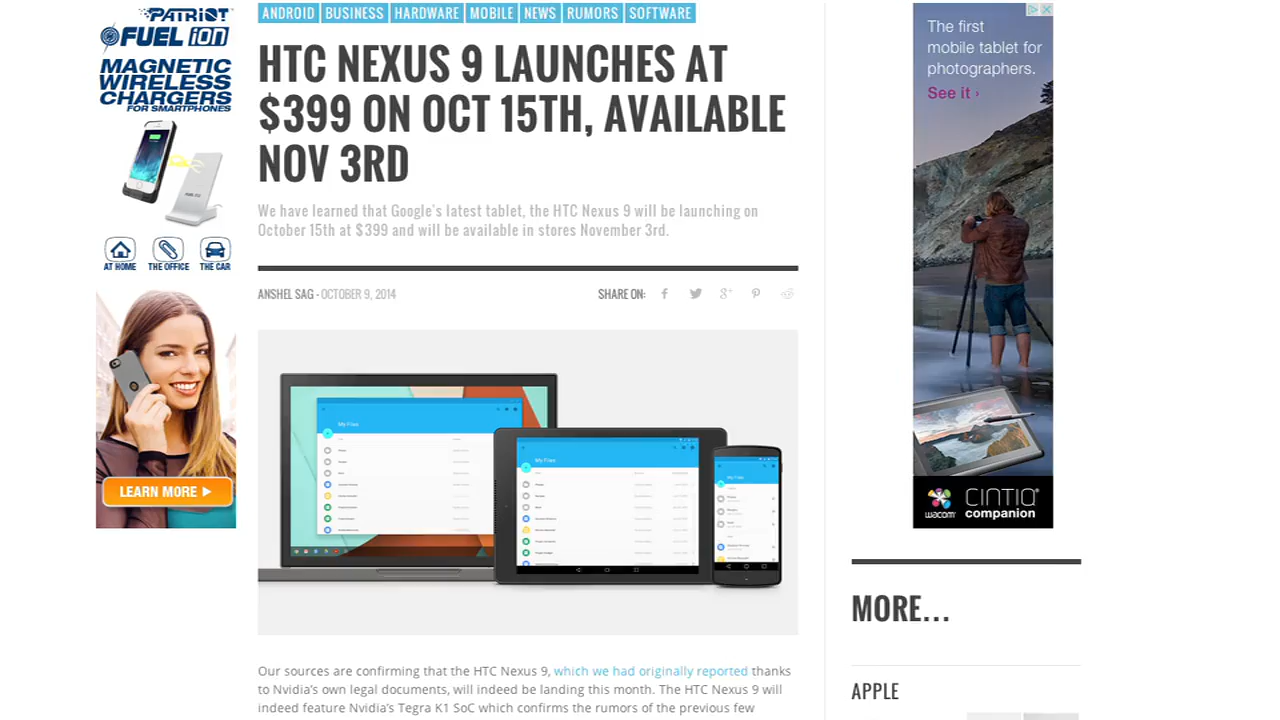 PATRIOT
FUEL iON
MAGNETIC
WIRELESS
CHARGERS
FOR SMARTPHONES
AT HOME
THE OFFICE
THE CAR
LEARN MORE
ANDROID
BUSINESS
HARDWARE
MOBILE
NEWS
RUMORS
SOFTWARE
HTC NEXUS 9 LAUNCHES AT
$399 ON OCT 15TH, AVAILABLE
NOV 3RD
We have learned that Google's latest tablet, the HTC Nexus 9 will be launching on
October 15th at $399 and will be available in stores November 3rd.
ANSHEL SAG - OCTOBER 9, 2014
SHARE ON:
My Files
My Files
My Files
Our sources are confirming that the HTC Nexus 9, which we had originally reported thanks
to Nvidia's own legal documents, will indeed be landing this month. The HTC Nexus 9 will
indeed feature Nvidia's Tegra K1 SoC which confirms the rumors of the previous few
The first
mobile tablet for
photographers.
See it ›
wacom
CINTIQ
companion
MORE...
APPLE